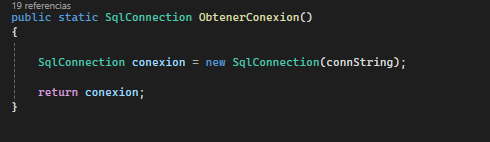 19 referencias
public static SqlConnection ObtenerConexion()
{
SqlConnection conexion = new SqlConnection(connString);
return conexion;
}